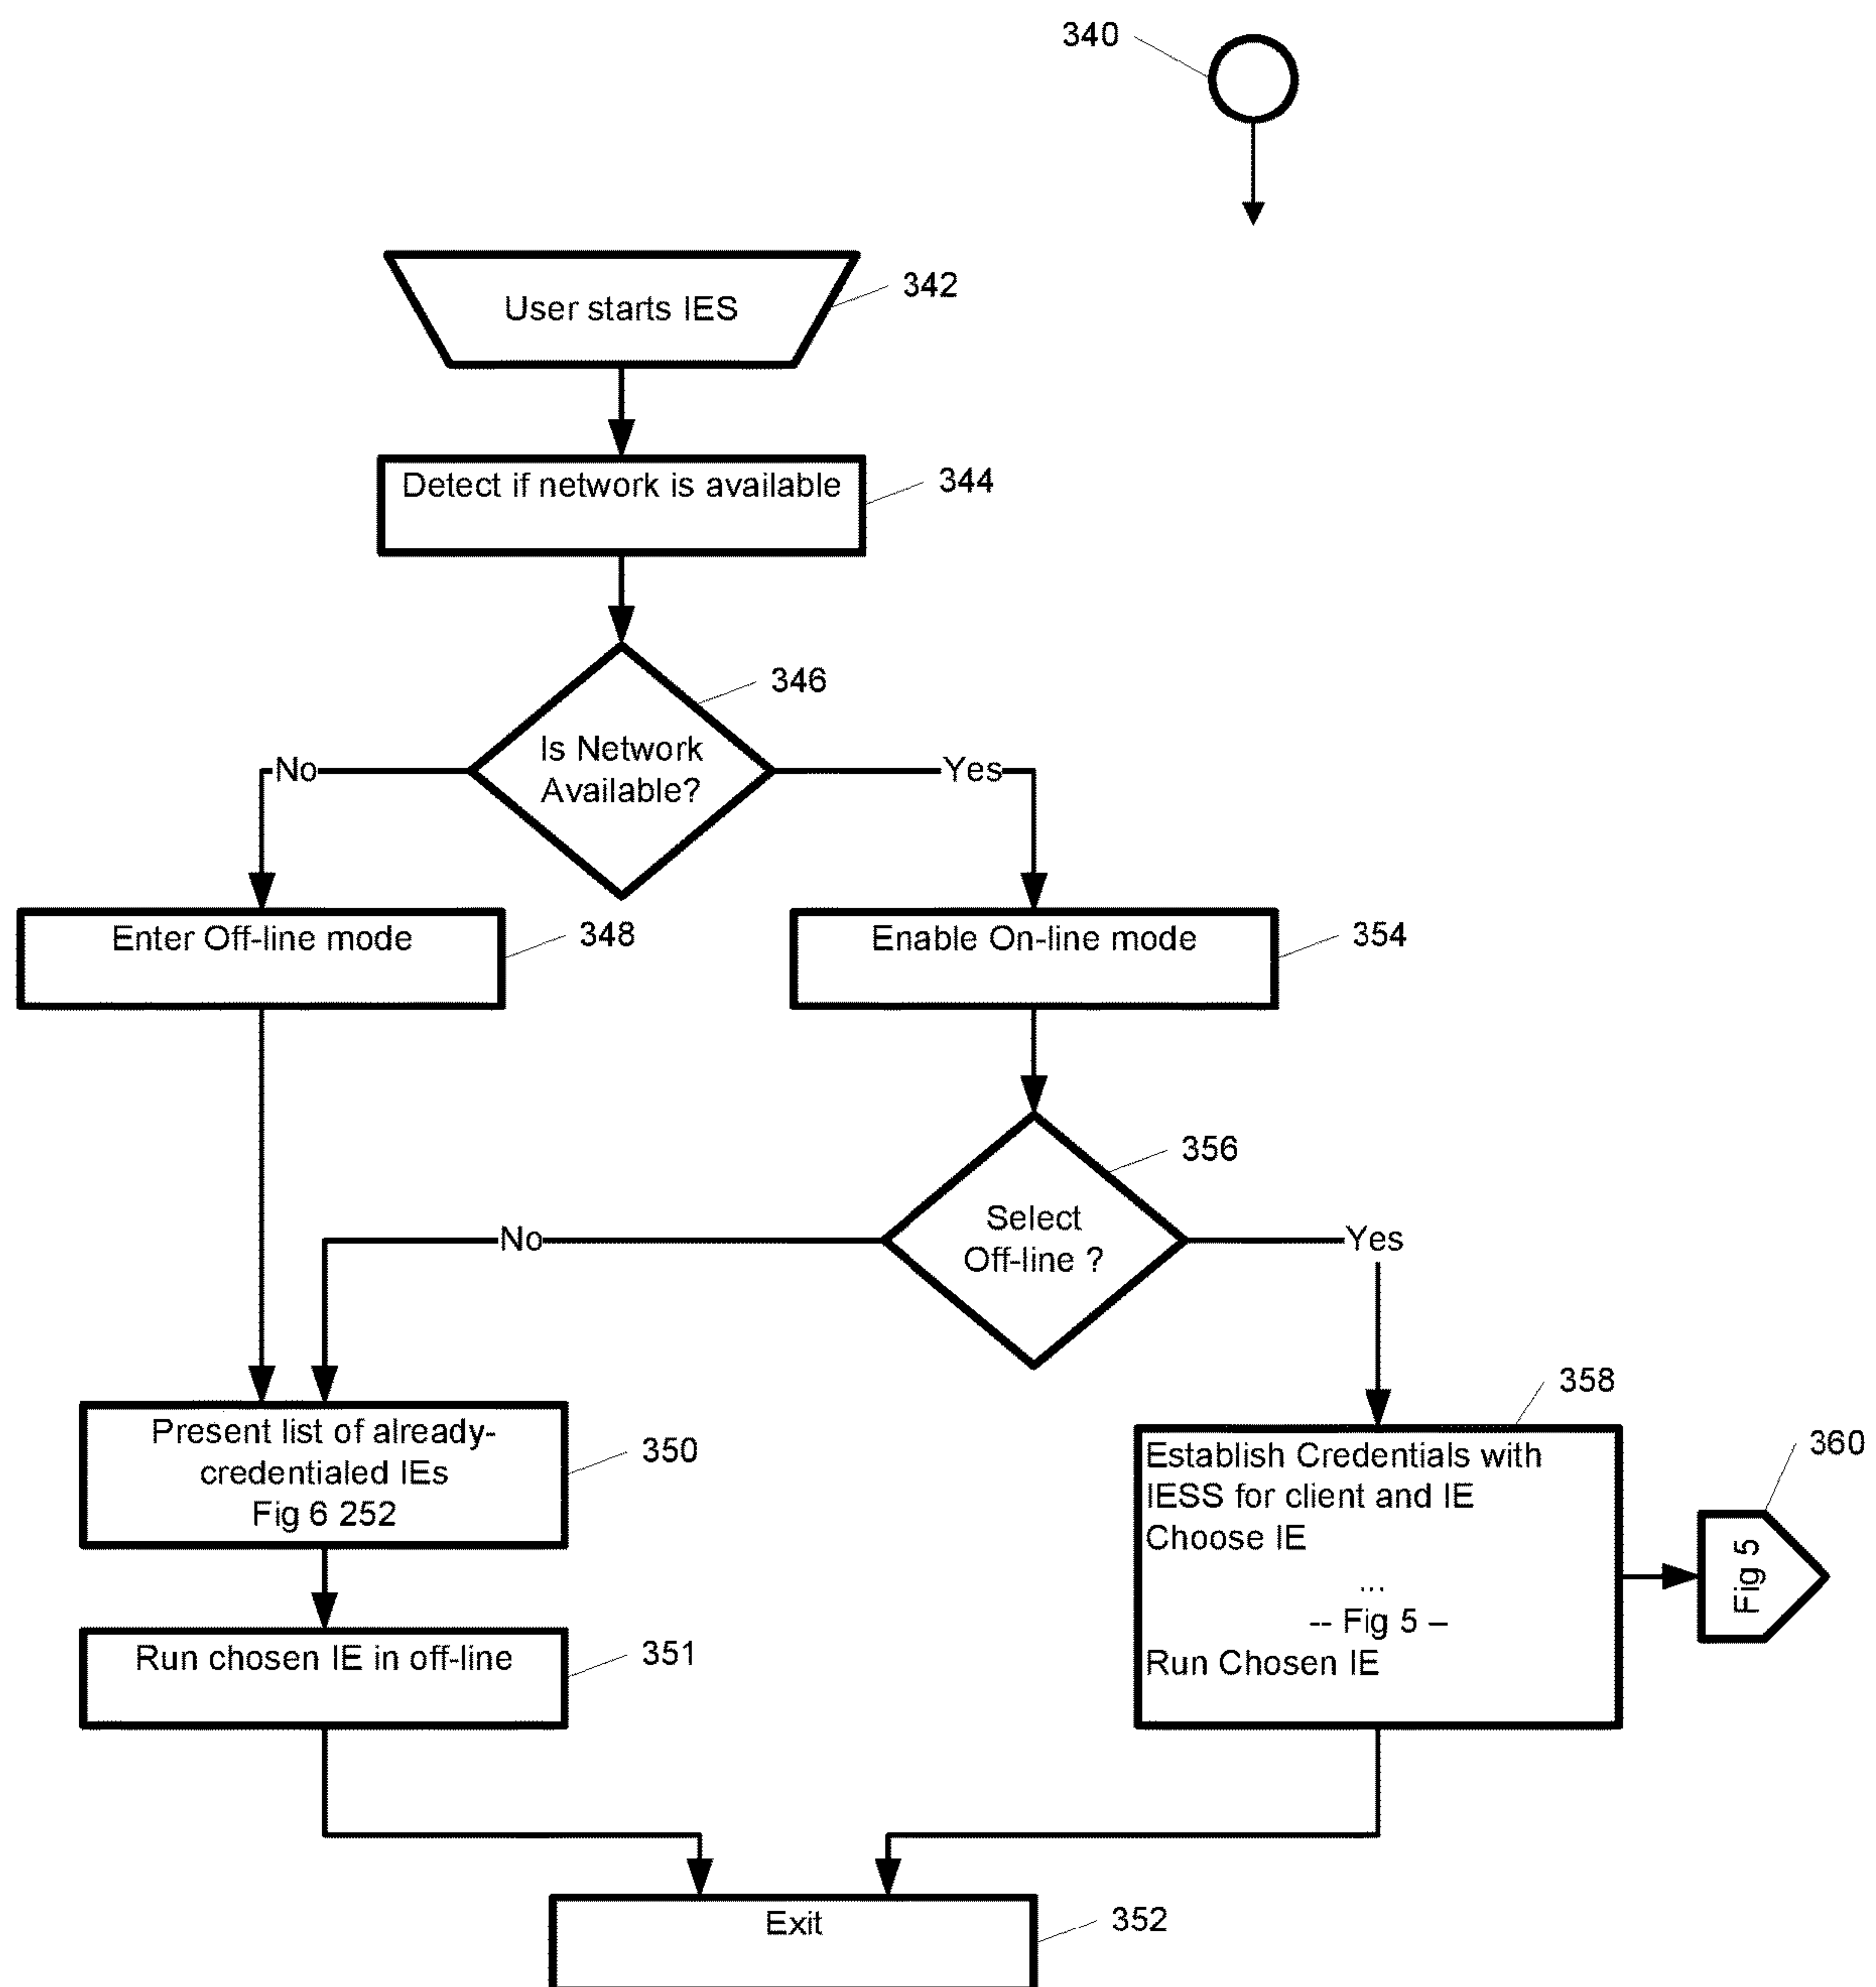 340
User starts IES
342
Detect if network is available
344
346
Is Network
Available?
No
Yes
Enter Off-line mode
348
Enable On-line mode
354
356
Select
Off-line ?
No
Yes
358
Present list of already-
credentialed IEs
Fig 6 252
350
Establish Credentials with
IESS for client and IE
Choose IE
...
-- Fig 5 –
Run Chosen IE
360
Fig 5
Run chosen IE in off-line
351
Exit
352